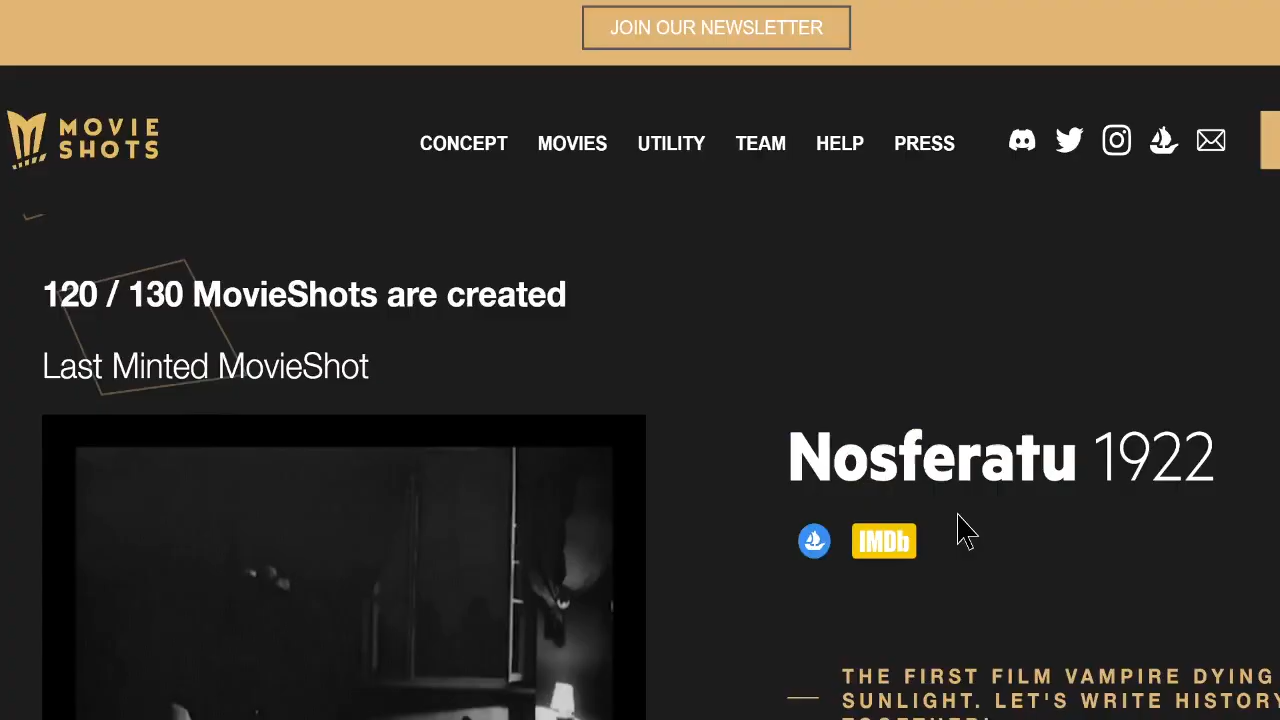 JOIN OUR NEWSLETTER
MOVIE
SHOTS
CONCEPT MOVIES UTILITY TEAM HELP PRESS
120 / 130 MovieShots are created
Last Minted MovieShot
Nosferatu 1922
IMDb
THE FIRST FILM VAMPIRE DYING
SUNLIGHT. LET'S WRITE HISTORY
TOGETHER!